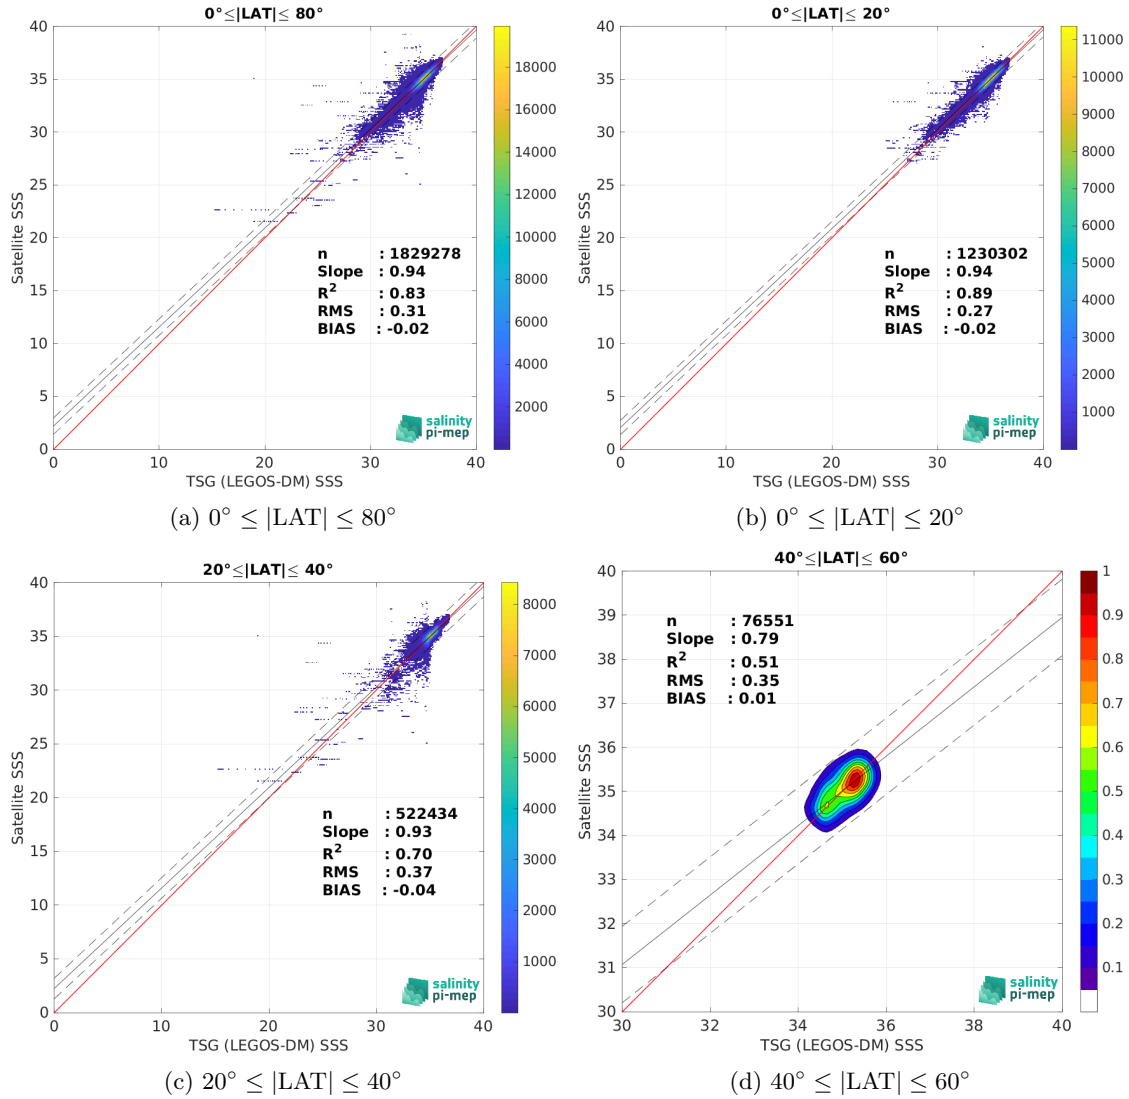 0°≤|LAT|≤ 80°
40
35
30
25
20
15
10
5
0
0 10 20 30 40
Satellite SSS
TSG (LEGOS-DM) SSS
n : 1829278
Slope : 0.94
R² : 0.83
RMS : 0.31
BIAS : -0.02
salinity
pi-mep
18000
16000
14000
12000
10000
8000
6000
4000
2000
(a) 0° ≤ |LAT| ≤ 80°
0°≤|LAT|≤ 20°
40
35
30
25
20
15
10
5
0
0 10 20 30 40
Satellite SSS
TSG (LEGOS-DM) SSS
n : 1230302
Slope : 0.94
R² : 0.89
RMS : 0.27
BIAS : -0.02
salinity
pi-mep
11000
10000
9000
8000
7000
6000
5000
4000
3000
2000
1000
(b) 0° ≤ |LAT| ≤ 20°
20°≤|LAT|≤ 40°
40
35
30
25
20
15
10
5
0
0 10 20 30 40
Satellite SSS
TSG (LEGOS-DM) SSS
n : 522434
Slope : 0.93
R² : 0.70
RMS : 0.37
BIAS : -0.04
salinity
pi-mep
8000
7000
6000
5000
4000
3000
2000
1000
(c) 20° ≤ |LAT| ≤ 40°
40°≤|LAT|≤ 60°
40
39
38
37
36
35
34
33
32
31
30
30 32 34 36 38 40
Satellite SSS
TSG (LEGOS-DM) SSS
n : 76551
Slope : 0.79
R² : 0.51
RMS : 0.35
BIAS : 0.01
salinity
pi-mep
1
0.9
0.8
0.7
0.6
0.5
0.4
0.3
0.2
0.1
(d) 40° ≤ |LAT| ≤ 60°